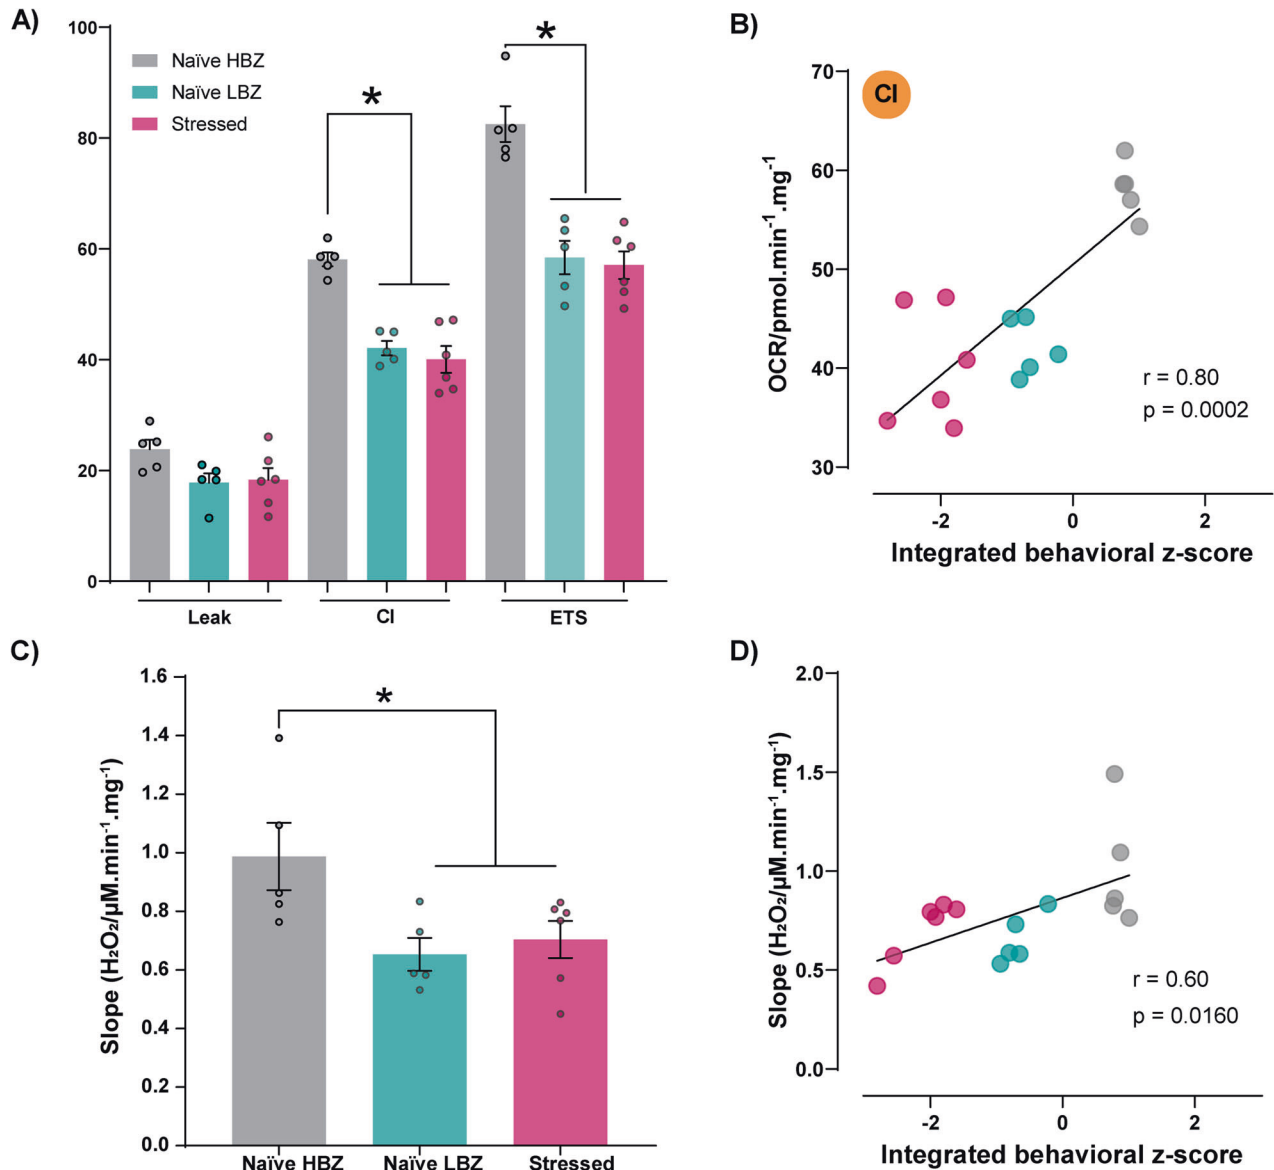 A)
100
80
60
40
20
0
Naïve HBZ
Naïve LBZ
Stressed
*
*
Leak
CI
ETS
B)
CI
OCR/pmol.min⁻¹.mg⁻¹
70
60
50
40
30
r = 0.80
p = 0.0002
-2
0
2
Integrated behavioral z-score
C)
Slope (H₂O₂/µM.min⁻¹.mg⁻¹)
1.6
1.4
1.2
1.0
0.8
0.6
0.4
0.2
0.0
*
Naïve HBZ
Naïve LBZ
Stressed
D)
Slope (H₂O₂/µM.min⁻¹.mg⁻¹)
2.0
1.5
1.0
0.5
0.0
r = 0.60
p = 0.0160
-2
0
2
Integrated behavioral z-score